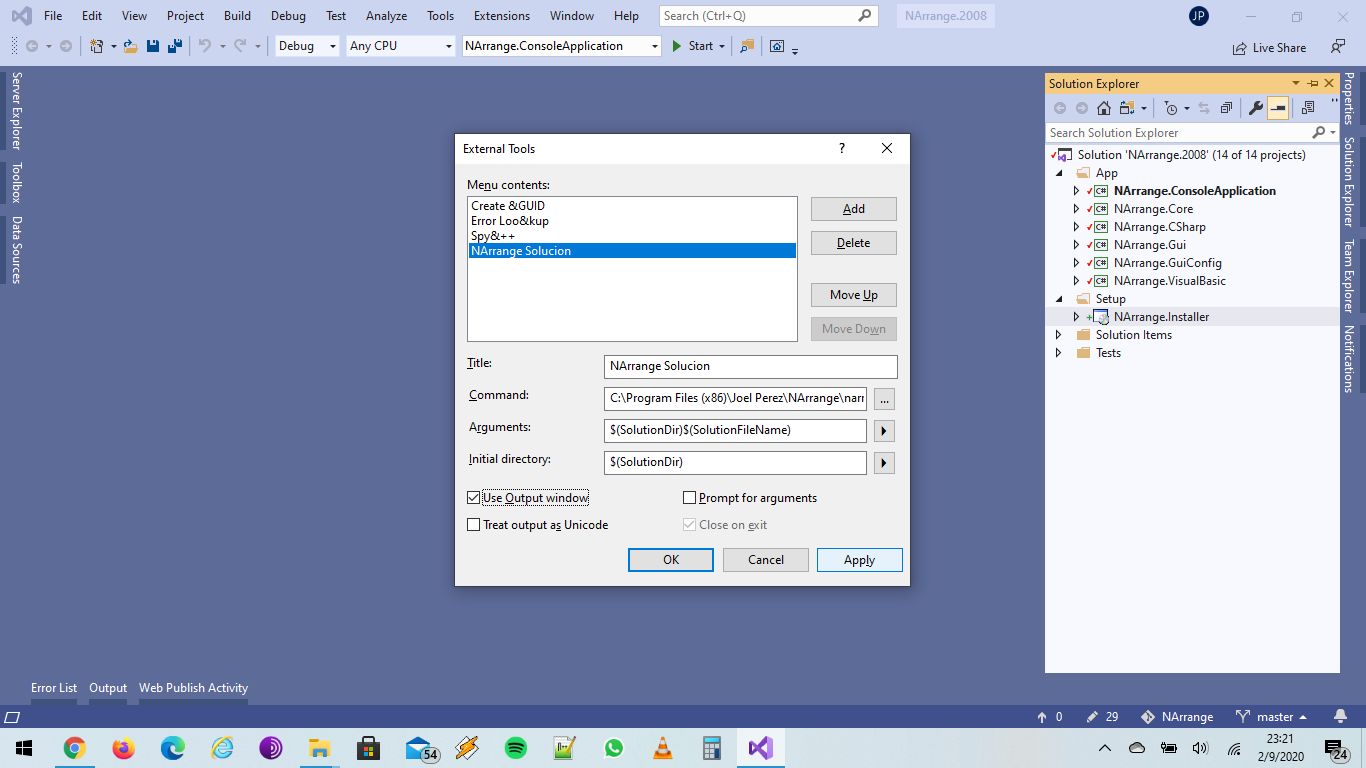 File Edit View Project Build Debug Test Analyze Tools Extensions Window Help Search (Ctrl+Q) NArrange.2008 JP
Debug Any CPU NArrange.ConsoleApplication Start Live Share
Server Explorer
Toolbox
Data Sources
External Tools ?
Menu contents:
Create &GUID
Error Loo&kup
Spy&++
NArrange Solucion
Add
Delete
Move Up
Move Down
Title: NArrange Solucion
Command: C:\Program Files (x86)\Joel Perez\NArrange\narr ...
Arguments: $(SolutionDir)$(SolutionFileName)
Initial directory: $(SolutionDir)
Use Output window Prompt for arguments
Treat output as Unicode Close on exit
OK Cancel Apply
Solution Explorer
Search Solution Explorer
Solution 'NArrange.2008' (14 of 14 projects)
App
C# NArrange.ConsoleApplication
C# NArrange.Core
C# NArrange.CSharp
C# NArrange.Gui
C# NArrange.GuiConfig
C# NArrange.VisualBasic
Setup
NArrange.Installer
Solution Items
Tests
Properties
Solution Explorer
Team Explorer
Notifications
Error List Output Web Publish Activity
0 29 NArrange master
54
23:21
2/9/2020
24